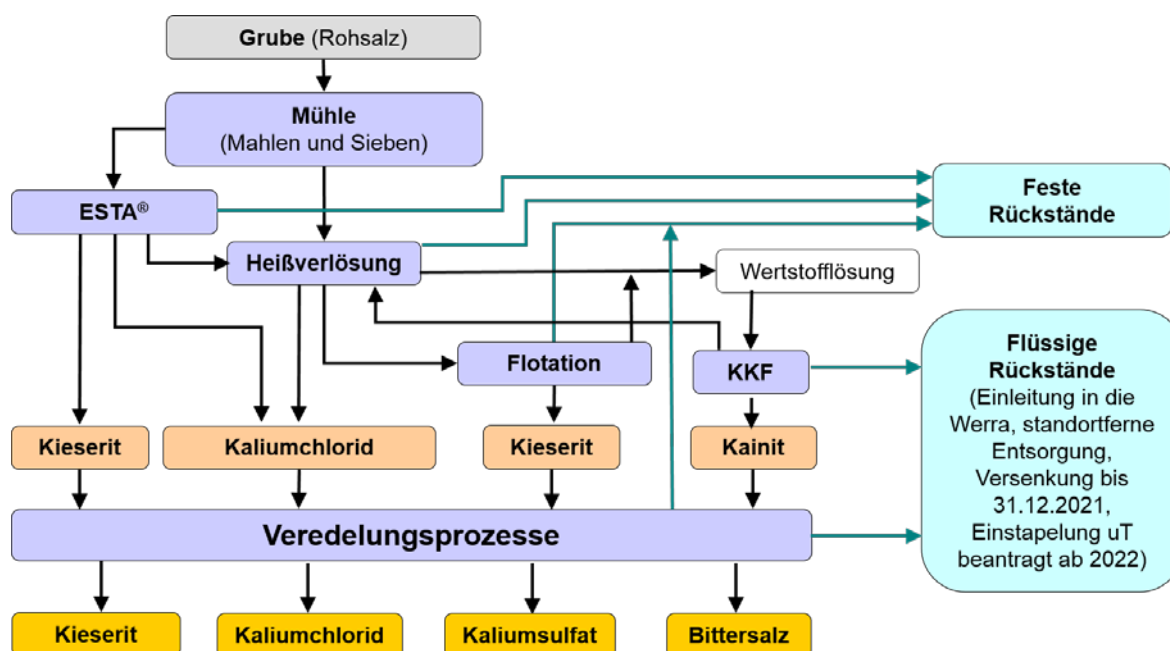 Grube (Rohsalz)
Mühle
(Mahlen und Sieben)
ESTA®
Feste
Rückstände
Heißverlösung
Wertstofflösung
Flotation
KKF
Flüssige
Rückstände
(Einleitung in die
Werra, standortferne
Entsorgung,
Versenkung bis
31.12.2021,
Einstapelung uT
beantragt ab 2022)
Kieserit
Kaliumchlorid
Kieserit
Kainit
Veredelungsprozesse
Kieserit
Kaliumchlorid
Kaliumsulfat
Bittersalz